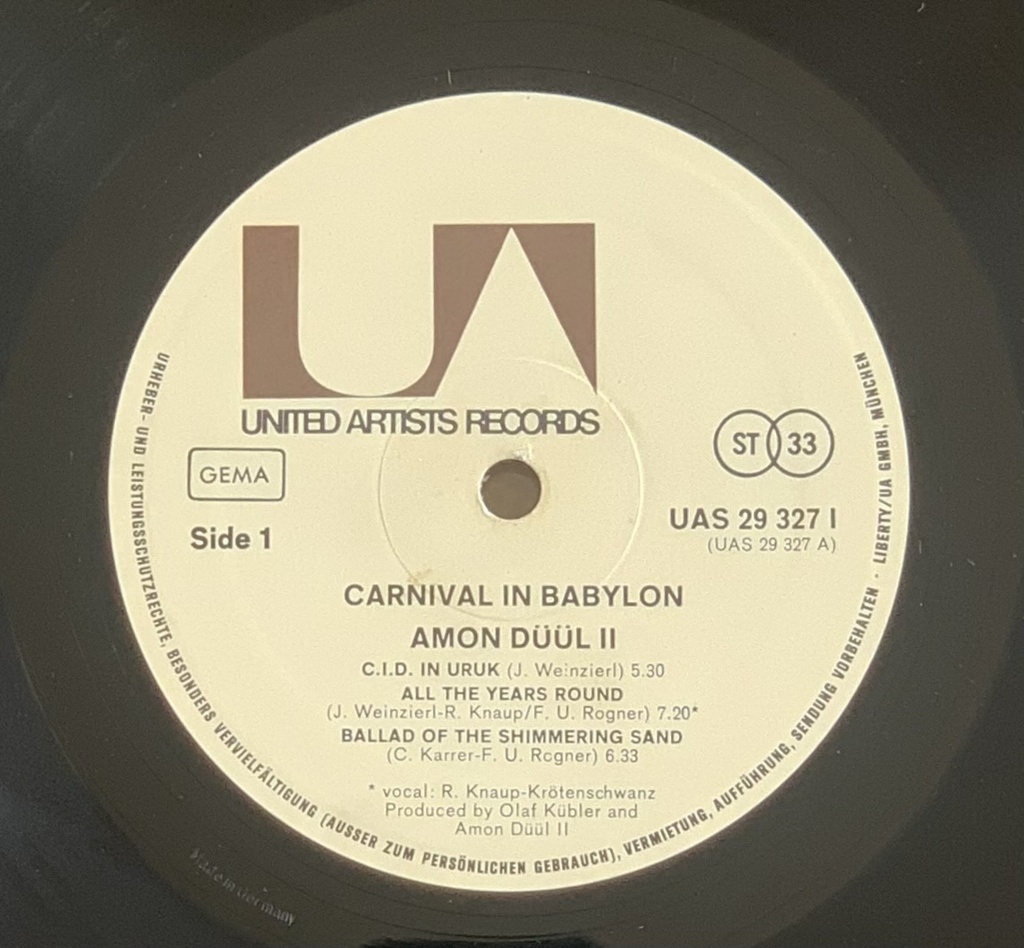 UA
UNITED ARTISTS RECORDS
GEMA
ST 33
Side 1
UAS 29 327 I
(UAS 29 327 A)
CARNIVAL IN BABYLON
AMON DÜÜL II
C.I.D. IN URUK (J. Weinzierl) 5.30
ALL THE YEARS ROUND
(J. Weinzierl-R. Knaup/F. U. Rogner) 7.20*
BALLAD OF THE SHIMMERING SAND
(C. Karrer-F. U. Rogner) 6.33
* vocal: R. Knaup-Krötenschwanz
Produced by Olaf Kübler and
Amon Düül II
URHEBER- UND LEISTUNGSSCHUTZRECHTE, BESONDERS VERVIELFÄLTIGUNG (AUSSER ZUM PERSÖNLICHEN GEBRAUCH), VERMIETUNG, AUFFÜHRUNG, SENDUNG VORBEHALTEN · LIBERTY/UA GMBH, MÜNCHEN
Made in Germany